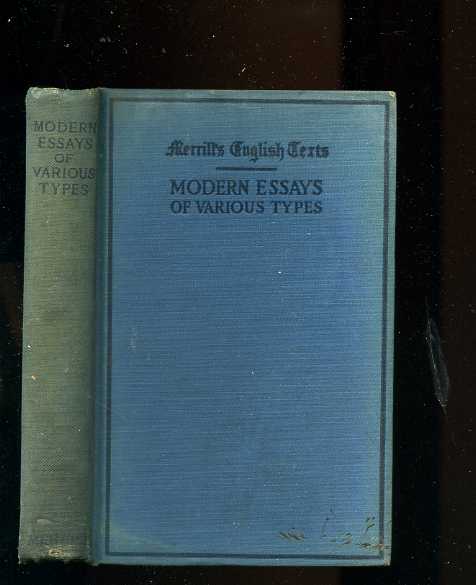 MODERN
ESSAYS
OF
VARIOUS
TYPES
Merrill's English Texts
MODERN ESSAYS
OF VARIOUS TYPES